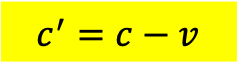 c′ = c − v